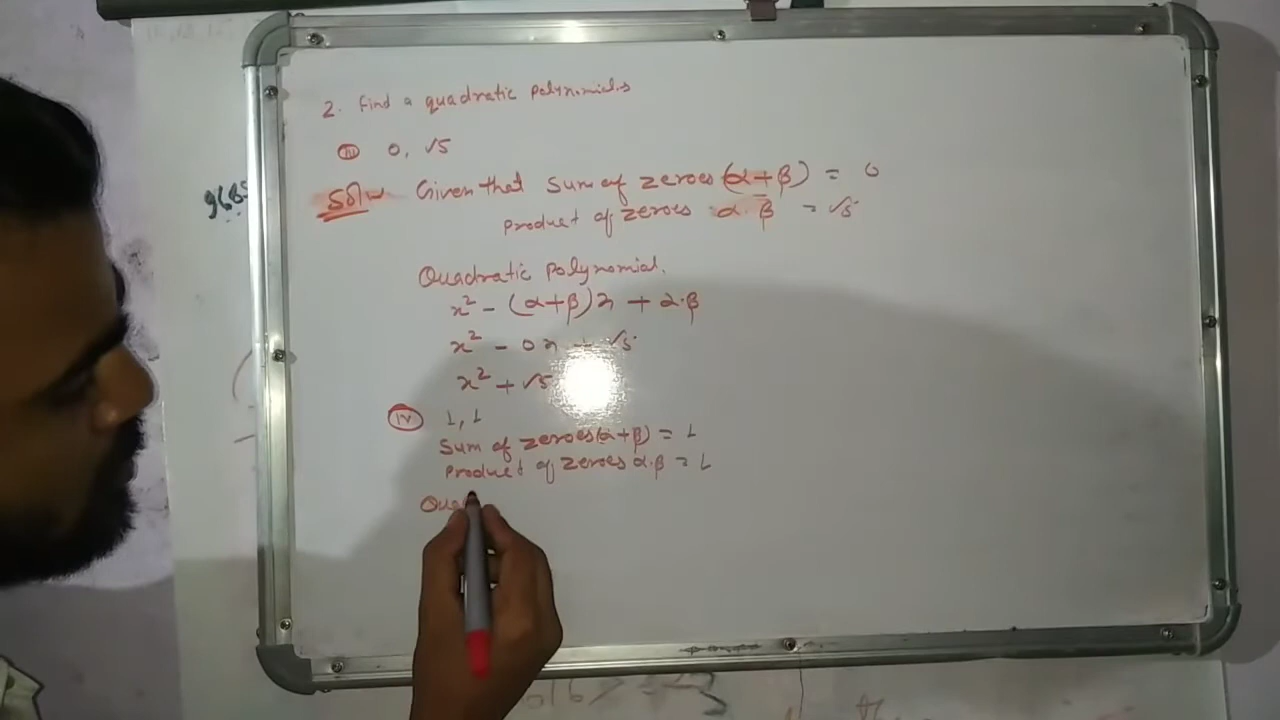 2. Find a quadratic polynomials
(iii) 0, √5
Soln Given that sum of zeroes (α+β) = 0
product of zeroes α.β = √5
Quadratic polynomial.
x² - (α+β)x + α.β
x² - 0x + √5
x² + √5
(iv) 1, 1
Sum of zeroes (α+β) = 1
Product of zeroes α.β = 1
Qua